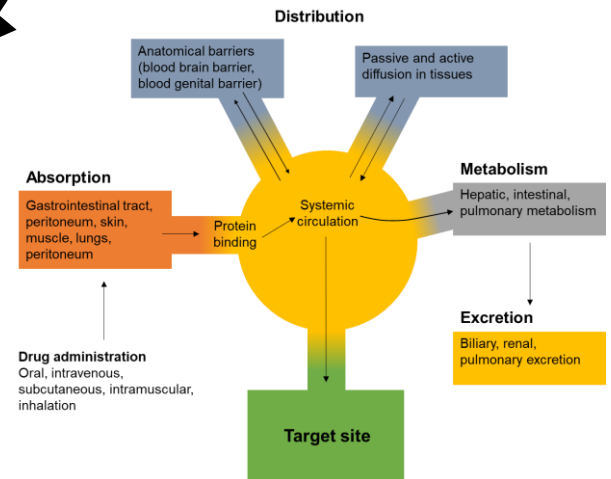 Distribution
Anatomical barriers
(blood brain barrier,
blood genital barrier)
Passive and active
diffusion in tissues
Absorption
Gastrointestinal tract,
peritoneum, skin,
muscle, lungs,
peritoneum
Protein
binding
Systemic
circulation
Metabolism
Hepatic, intestinal,
pulmonary metabolism
Excretion
Biliary, renal,
pulmonary excretion
Drug administration
Oral, intravenous,
subcutaneous, intramuscular,
inhalation
Target site